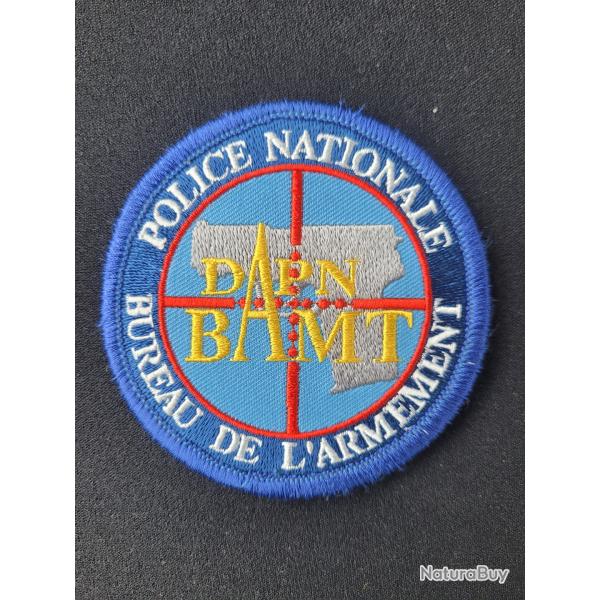 POLICE NATIONALE
DAPN
BAMT
BUREAU DE L'ARMEMENT
NaturaBuy